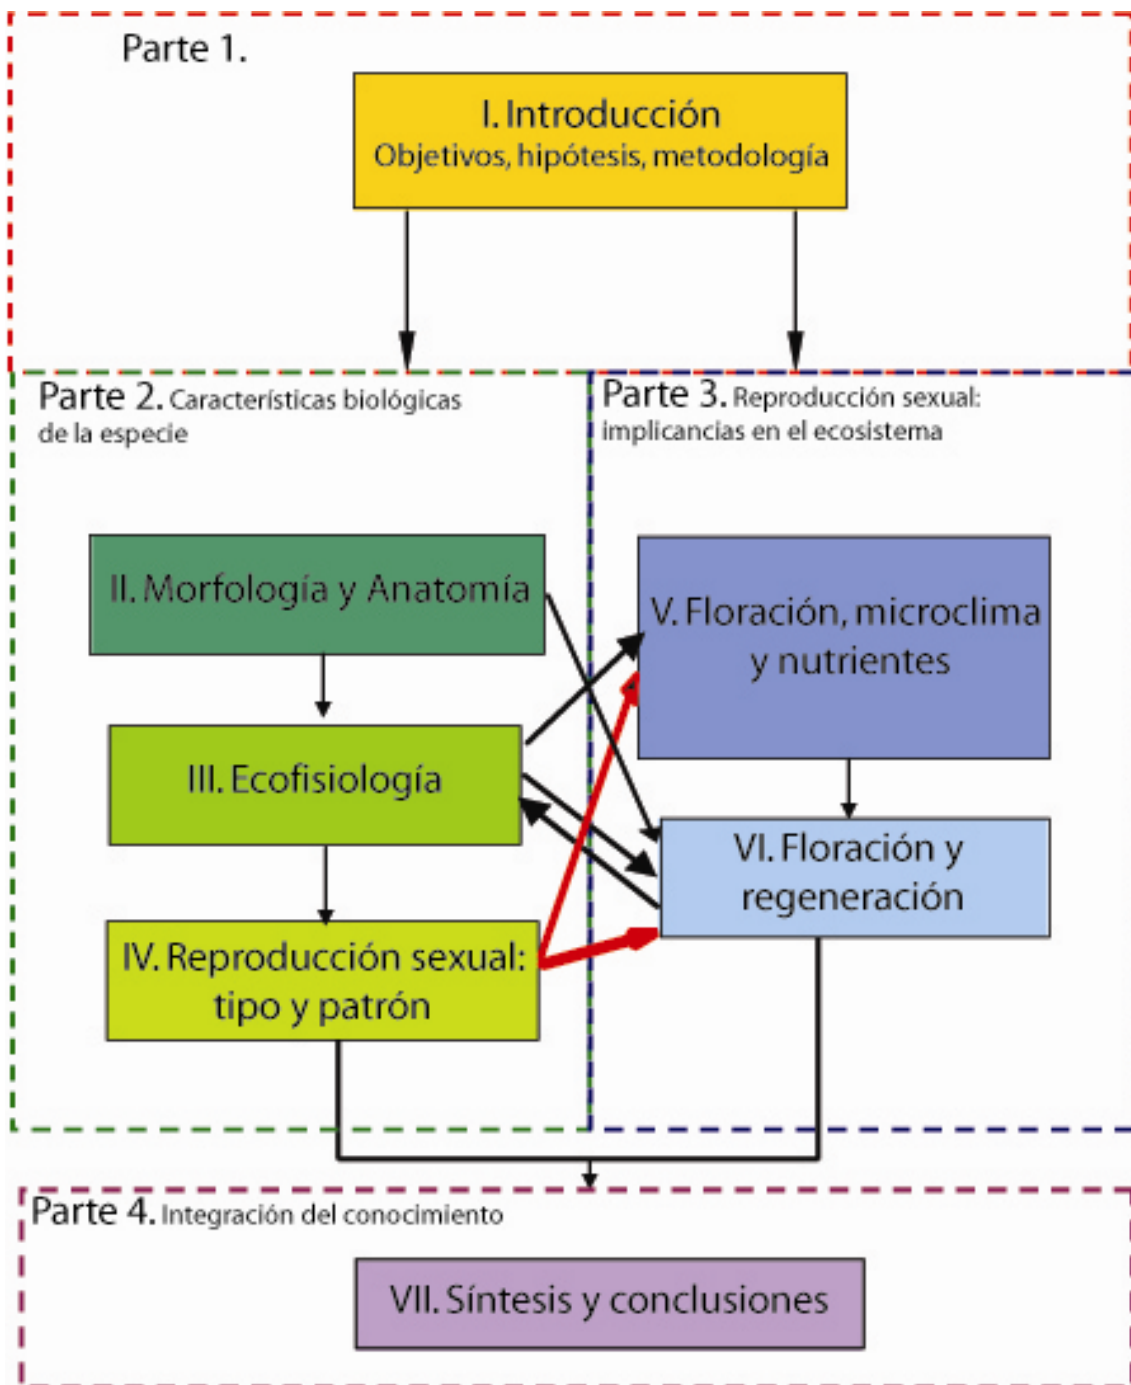 Parte 1.
I. Introducción
Objetivos, hipótesis, metodología
Parte 2. Características biológicas
de la especie
II. Morfología y Anatomía
III. Ecofisiología
IV. Reproducción sexual:
tipo y patrón
Parte 3. Reproducción sexual:
implicancias en el ecosistema
V. Floración, microclima
y nutrientes
VI. Floración y
regeneración
Parte 4. Integración del conocimiento
VII. Síntesis y conclusiones